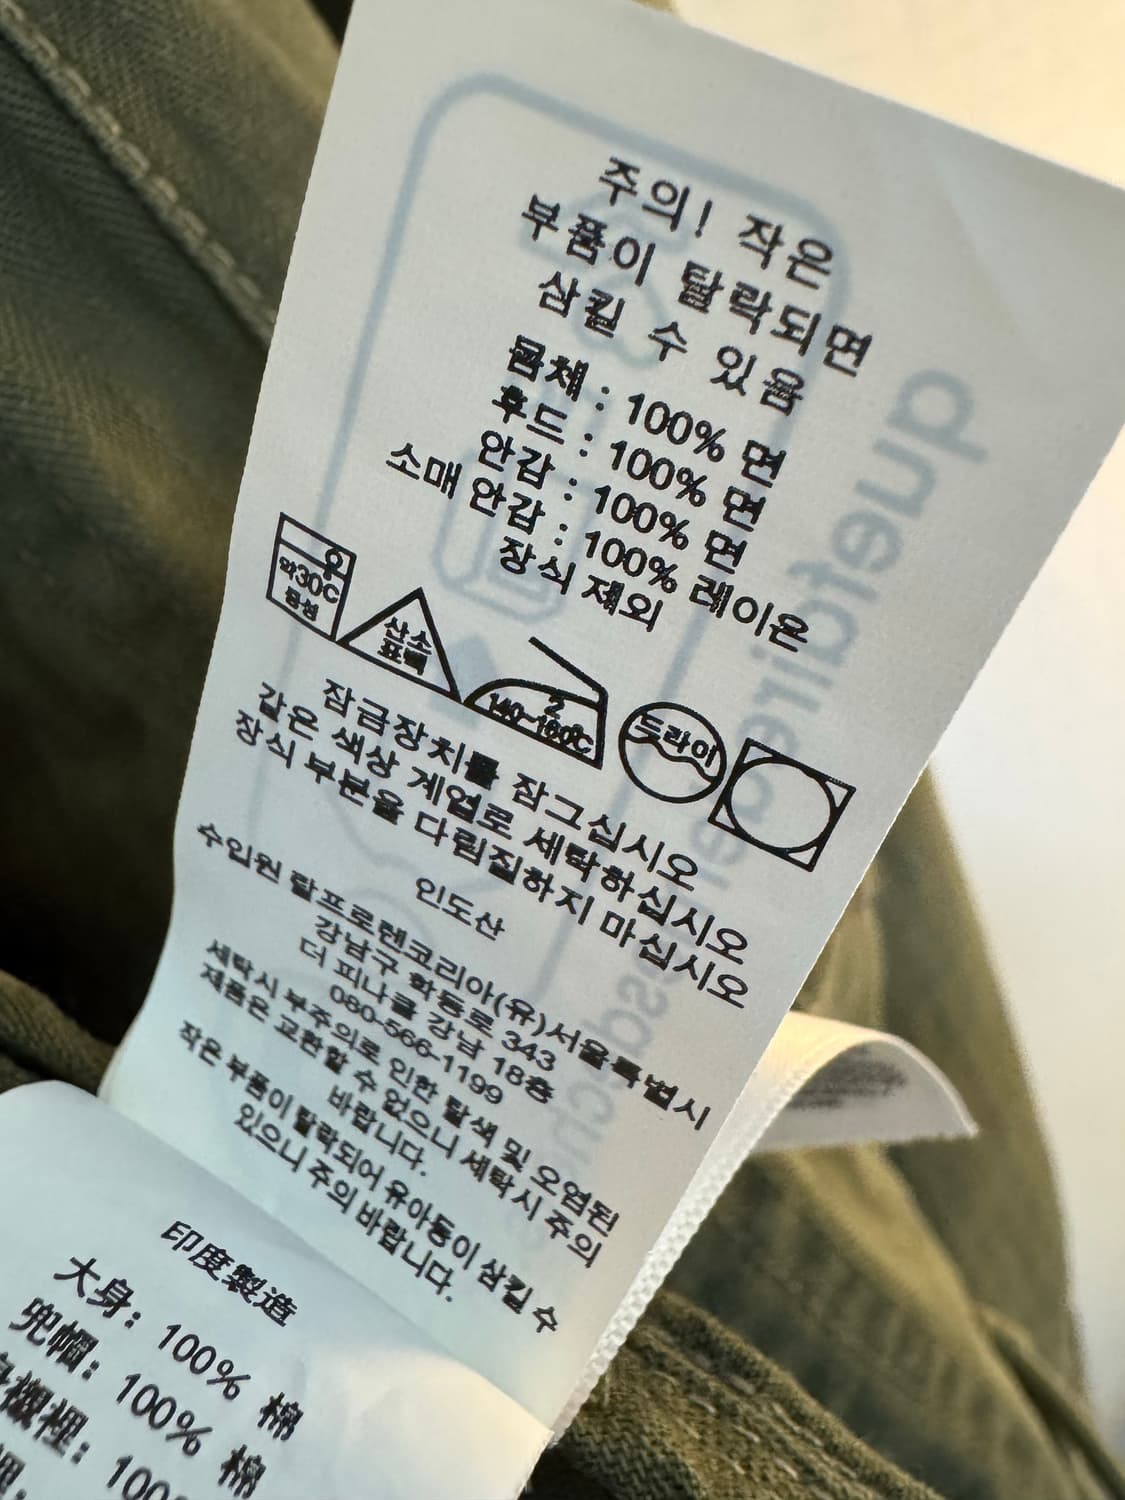 주의! 작은
부품이 탈락되면
삼킬 수 있음
몸체 : 100% 면
후드 : 100% 면
안감 : 100% 면
소매 안감 : 100% 레이온
장식 제외
약30℃
중성
산소
표백
2
140~160℃
드라이
잠금장치를 잠그십시오
같은 색상 계열로 세탁하십시오
장식 부분을 다림질하지 마십시오
인도산
수입원 랄프로렌코리아(유)서울특별시
강남구 학동로 343
더 피나클 강남 18층
080-566-1199
세탁시 부주의로 인한 탈색 및 오염된
제품은 교환할 수 없으니 세탁시 주의
바랍니다.
작은 부품이 탈락되어 유아동이 삼킬 수
있으니 주의 바랍니다.
印度製造
大身: 100% 棉
兜帽: 100% 棉
身襯裡: 100%
裡: